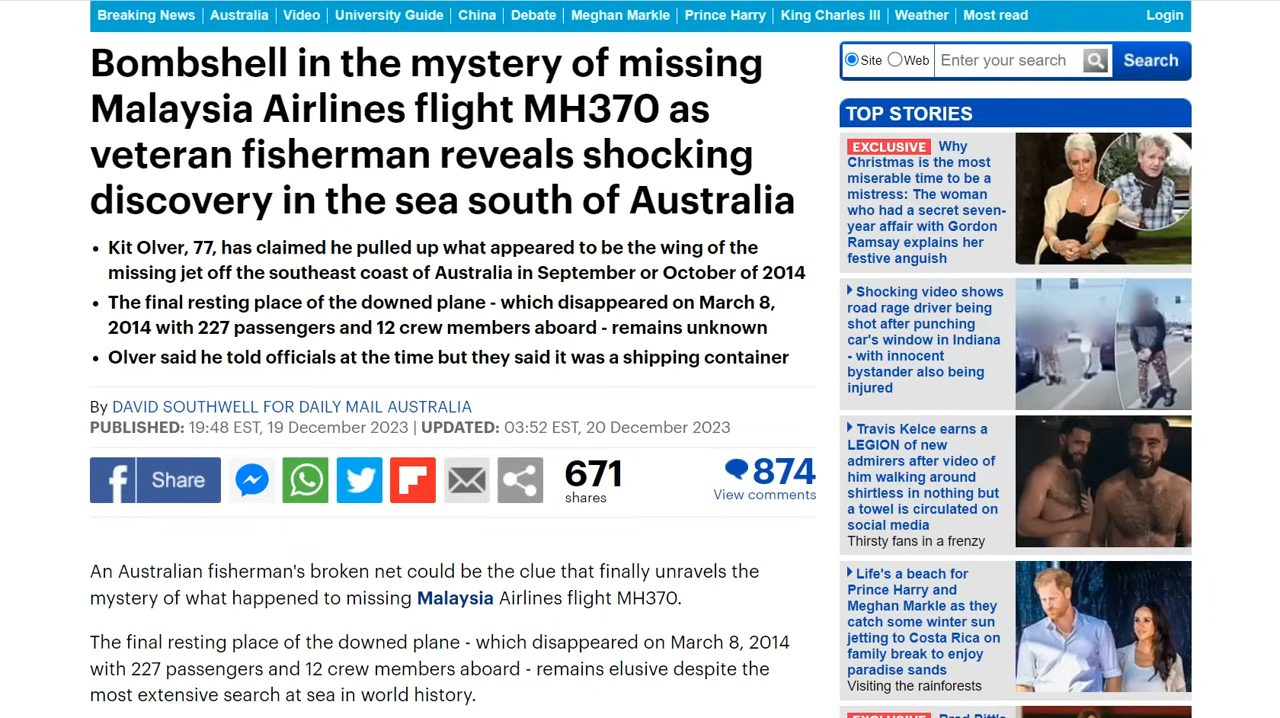 Breaking News | Australia | Video | University Guide | China | Debate | Meghan Markle | Prince Harry | King Charles III | Weather | Most read
Login
Bombshell in the mystery of missing
Malaysia Airlines flight MH370 as
veteran fisherman reveals shocking
discovery in the sea south of Australia
• Kit Olver, 77, has claimed he pulled up what appeared to be the wing of the
missing jet off the southeast coast of Australia in September or October of 2014
• The final resting place of the downed plane - which disappeared on March 8,
2014 with 227 passengers and 12 crew members aboard - remains unknown
• Olver said he told officials at the time but they said it was a shipping container
By DAVID SOUTHWELL FOR DAILY MAIL AUSTRALIA
PUBLISHED: 19:48 EST, 19 December 2023 | UPDATED: 03:52 EST, 20 December 2023
f Share
671
shares
874
View comments
An Australian fisherman's broken net could be the clue that finally unravels the
mystery of what happened to missing Malaysia Airlines flight MH370.
The final resting place of the downed plane - which disappeared on March 8, 2014
with 227 passengers and 12 crew members aboard - remains elusive despite the
most extensive search at sea in world history.
Site Web Enter your search Search
TOP STORIES
EXCLUSIVE Why
Christmas is the most
miserable time to be a
mistress: The woman
who had a secret seven-
year affair with Gordon
Ramsay explains her
festive anguish
Shocking video shows
road rage driver being
shot after punching
car's window in Indiana
- with innocent
bystander also being
injured
Travis Kelce earns a
LEGION of new
admirers after video of
him walking around
shirtless in nothing but
a towel is circulated on
social media
Thirsty fans in a frenzy
Life's a beach for
Prince Harry and
Meghan Markle as they
catch some winter sun
jetting to Costa Rica on
family break to enjoy
paradise sands
Visiting the rainforests
EXCLUSIVE Brad Pitt's